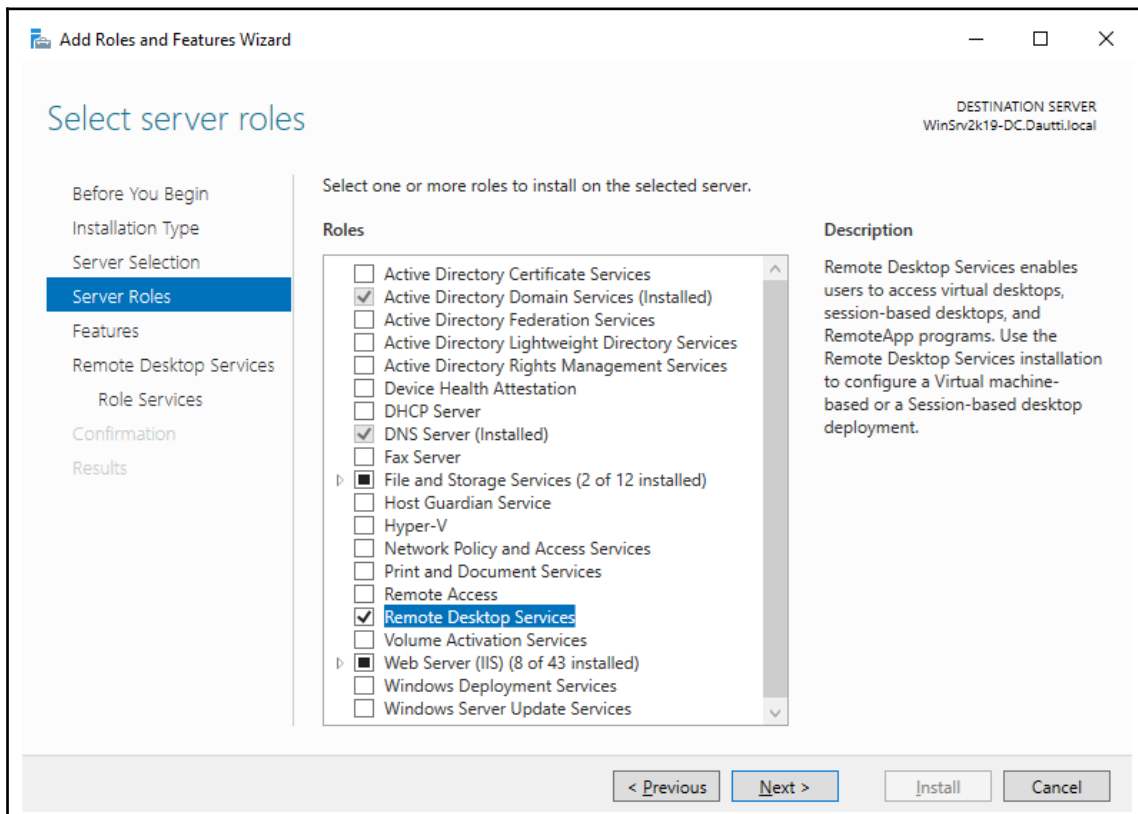 Add Roles and Features Wizard
Select server roles
DESTINATION SERVER
WinSrv2k19-DC.Dautti.local
Before You Begin
Installation Type
Server Selection
Server Roles
Features
Remote Desktop Services
Role Services
Confirmation
Results
Select one or more roles to install on the selected server.
Roles
Active Directory Certificate Services
Active Directory Domain Services (Installed)
Active Directory Federation Services
Active Directory Lightweight Directory Services
Active Directory Rights Management Services
Device Health Attestation
DHCP Server
DNS Server (Installed)
Fax Server
File and Storage Services (2 of 12 installed)
Host Guardian Service
Hyper-V
Network Policy and Access Services
Print and Document Services
Remote Access
Remote Desktop Services
Volume Activation Services
Web Server (IIS) (8 of 43 installed)
Windows Deployment Services
Windows Server Update Services
Description
Remote Desktop Services enables
users to access virtual desktops,
session-based desktops, and
RemoteApp programs. Use the
Remote Desktop Services installation
to configure a Virtual machine-
based or a Session-based desktop
deployment.
< Previous
Next >
Install
Cancel